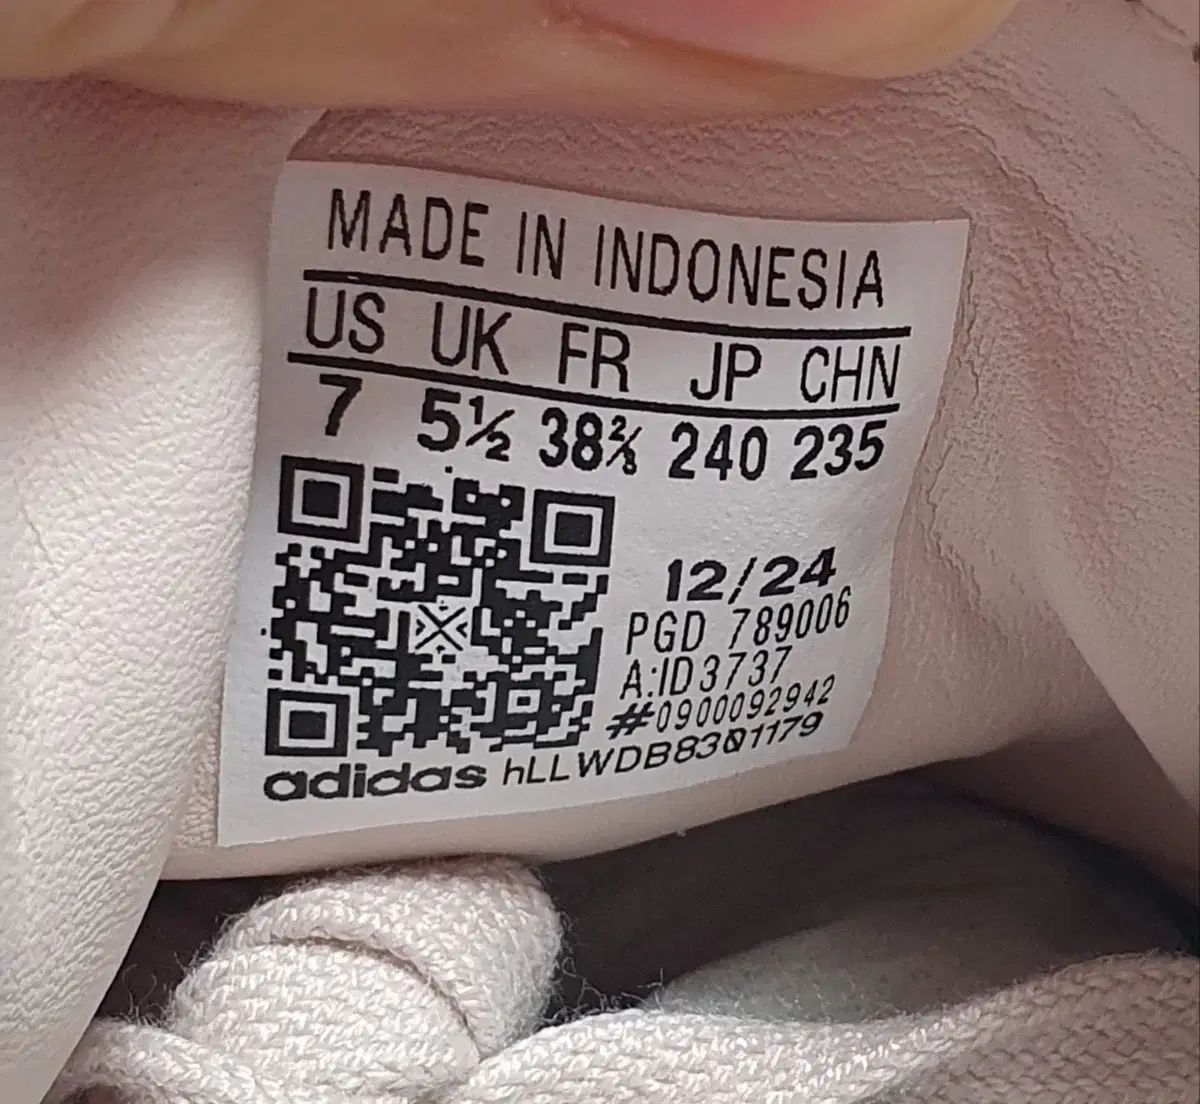 MADE IN INDONESIA
US UK FR JP CHN
7 5½ 38⅔ 240 235
12/24
PGD 789006
A:ID3737
#0900092942
adidas hLLWDB8301179